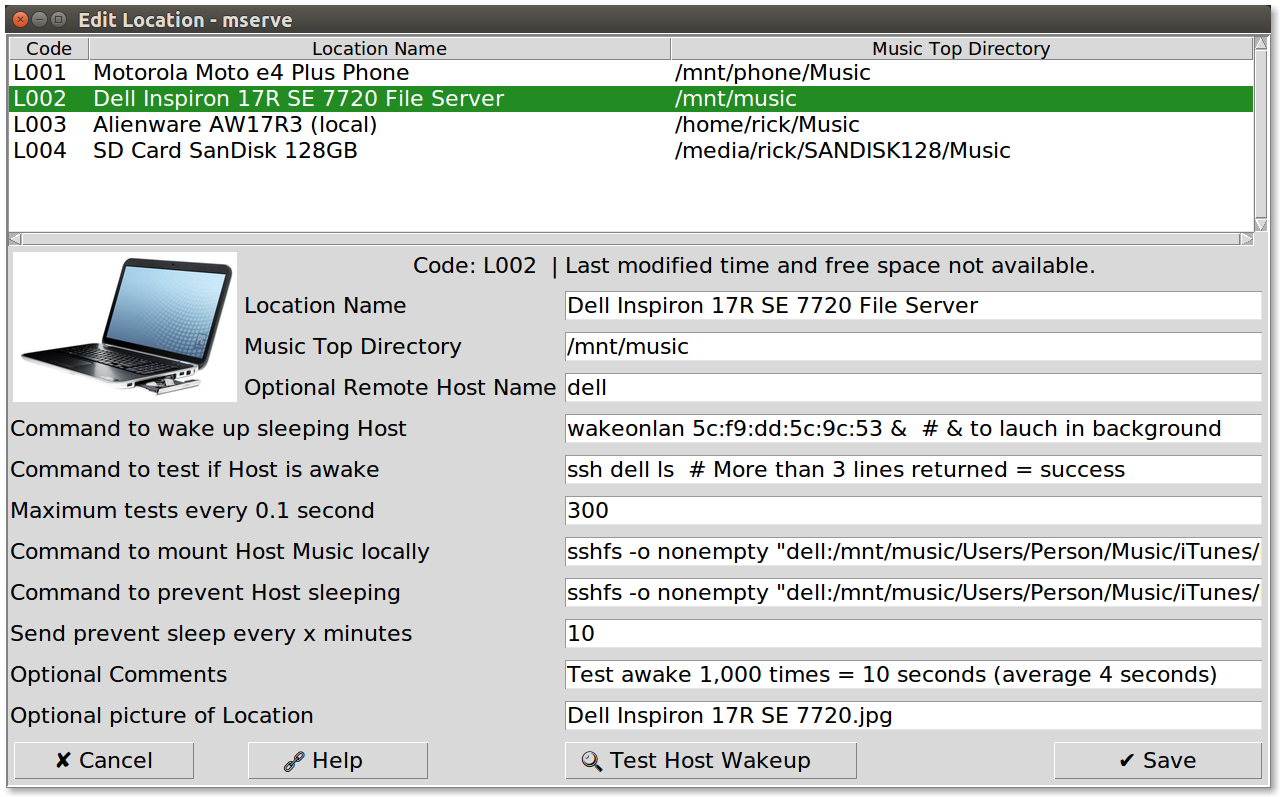 Edit Location - mserve
Code Location Name Music Top Directory
L001 Motorola Moto e4 Plus Phone /mnt/phone/Music
L002 Dell Inspiron 17R SE 7720 File Server /mnt/music
L003 Alienware AW17R3 (local) /home/rick/Music
L004 SD Card SanDisk 128GB /media/rick/SANDISK128/Music
Code: L002 | Last modified time and free space not available.
Location Name Dell Inspiron 17R SE 7720 File Server
Music Top Directory /mnt/music
Optional Remote Host Name dell
Command to wake up sleeping Host wakeonlan 5c:f9:dd:5c:9c:53 & # & to lauch in background
Command to test if Host is awake ssh dell ls # More than 3 lines returned = success
Maximum tests every 0.1 second 300
Command to mount Host Music locally sshfs -o nonempty "dell:/mnt/music/Users/Person/Music/iTunes/
Command to prevent Host sleeping sshfs -o nonempty "dell:/mnt/music/Users/Person/Music/iTunes/
Send prevent sleep every x minutes 10
Optional Comments Test awake 1,000 times = 10 seconds (average 4 seconds)
Optional picture of Location Dell Inspiron 17R SE 7720.jpg
✘ Cancel 🔗 Help 🔍 Test Host Wakeup ✔ Save